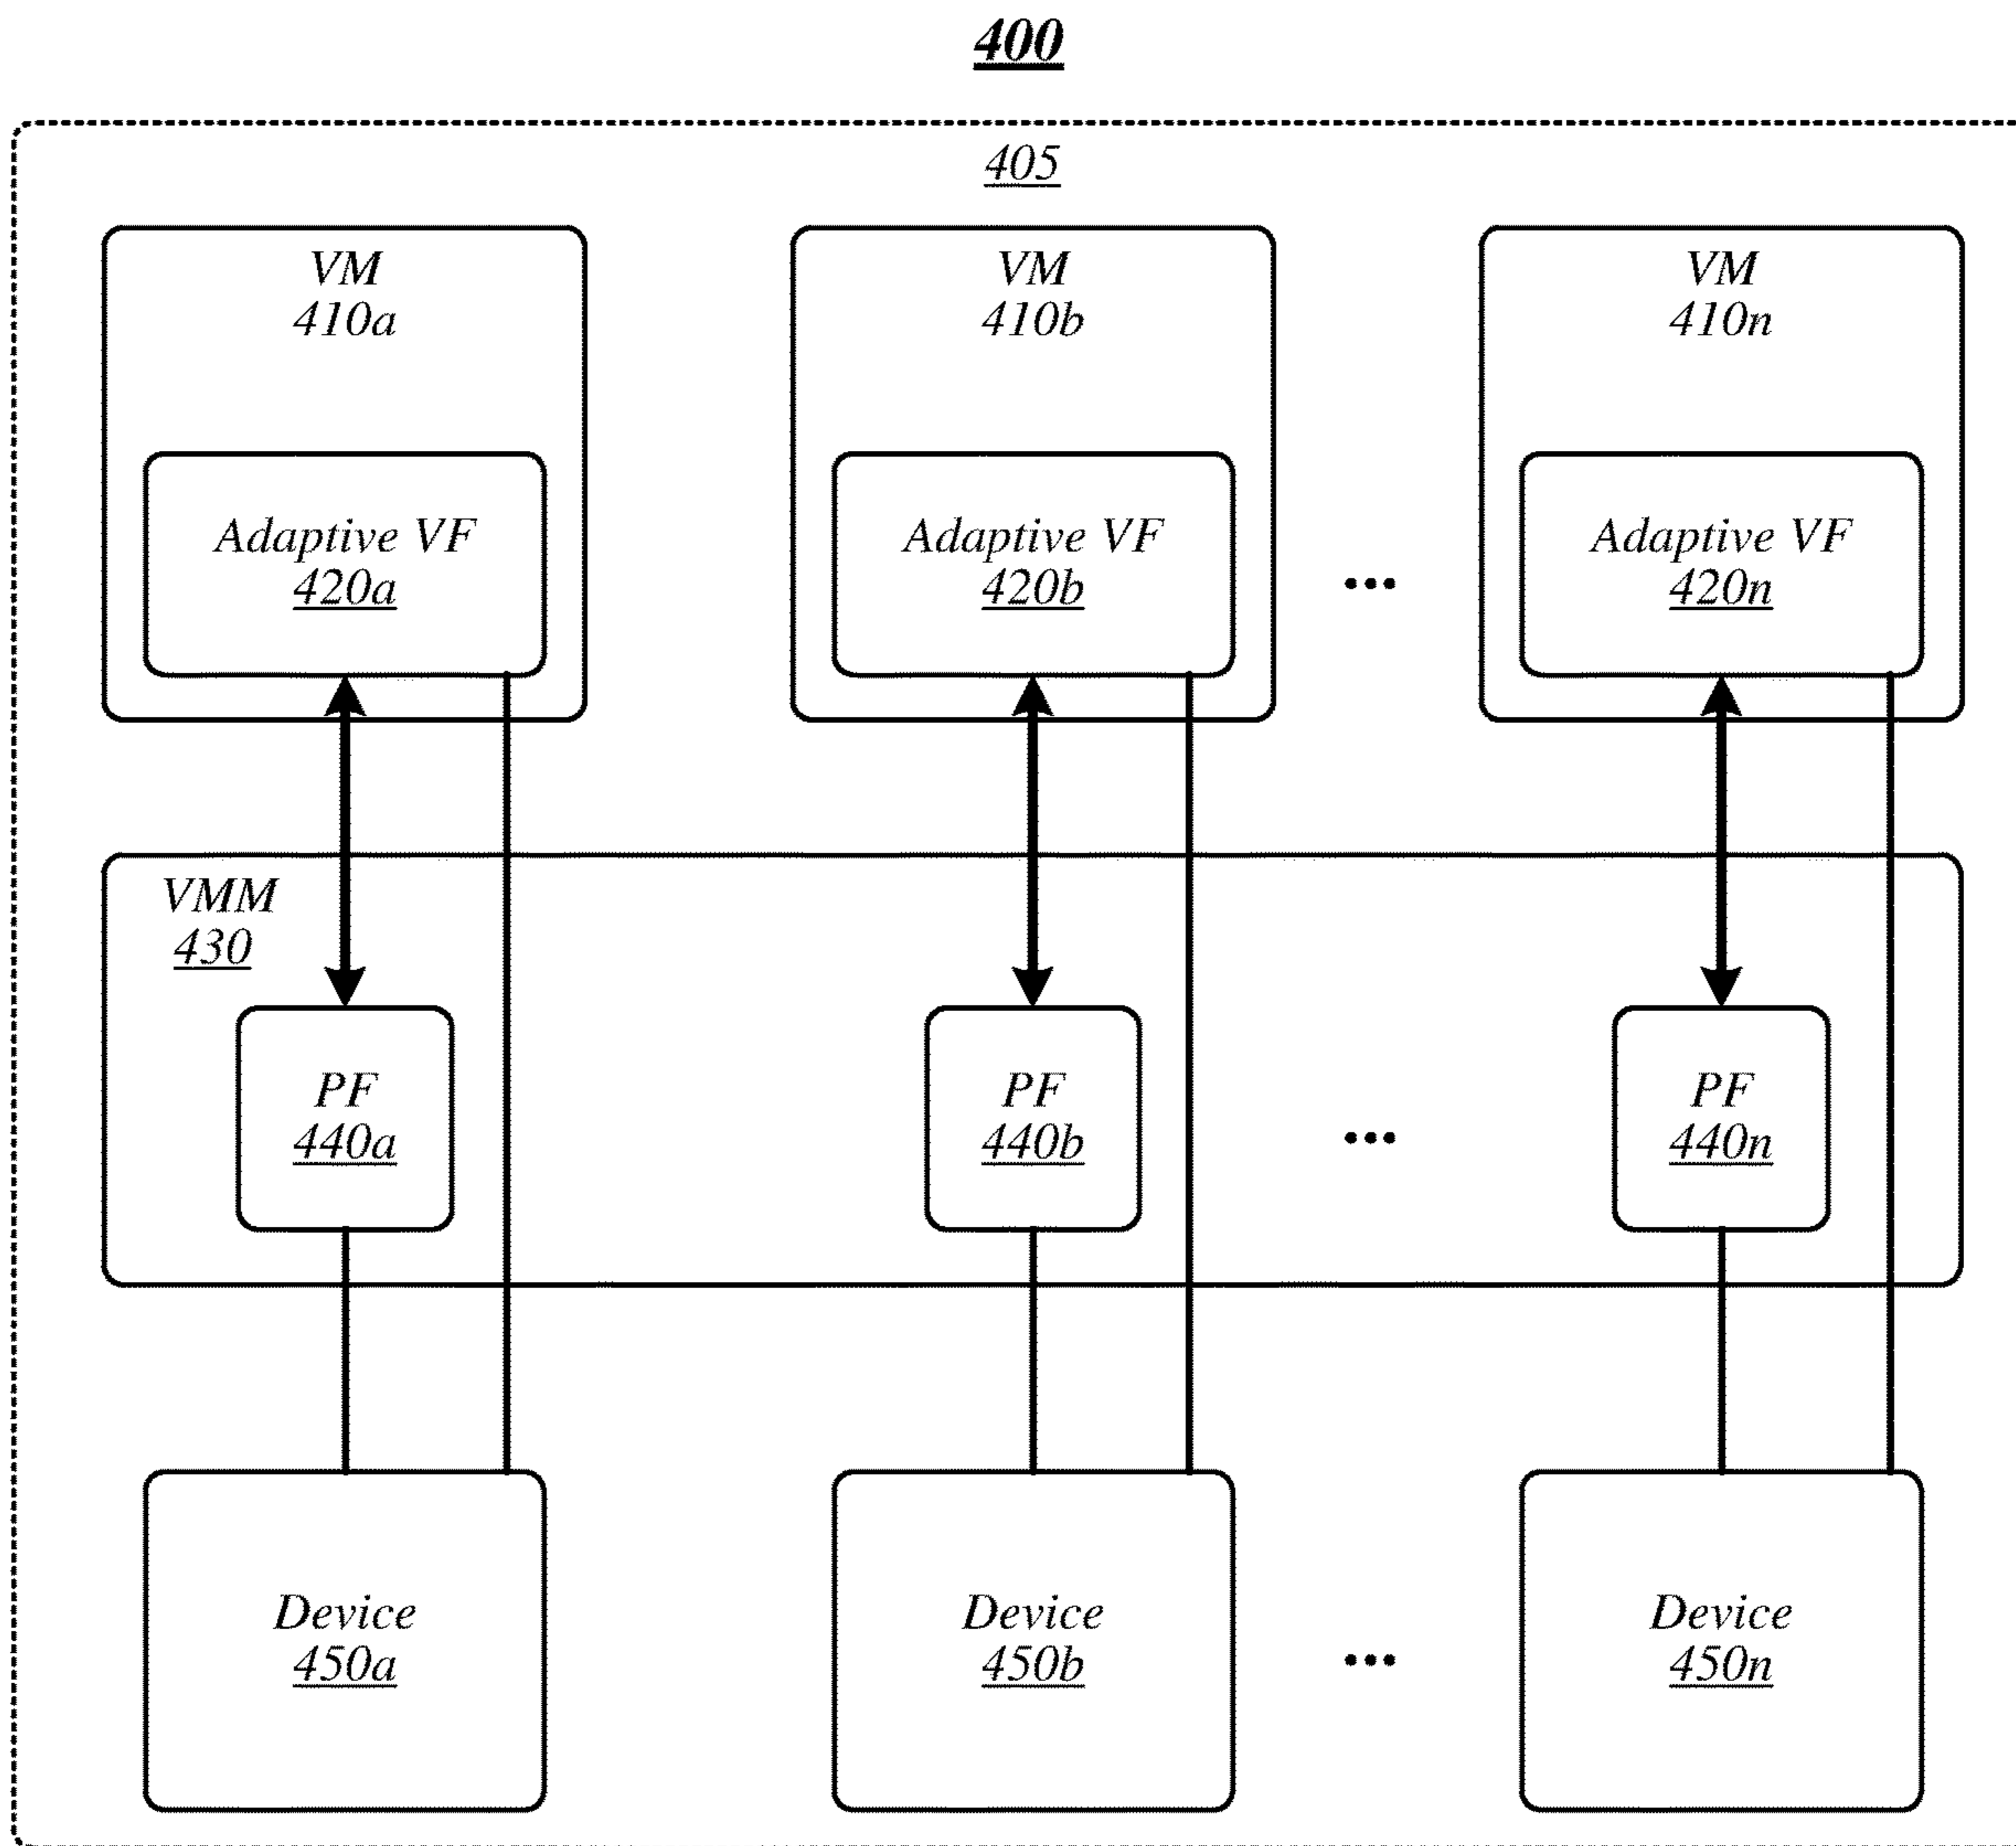 400
405
VM
410a
VM
410b
VM
410n
Adaptive VF
420a
Adaptive VF
420b
...
Adaptive VF
420n
VMM
430
PF
440a
PF
440b
...
PF
440n
Device
450a
Device
450b
...
Device
450n